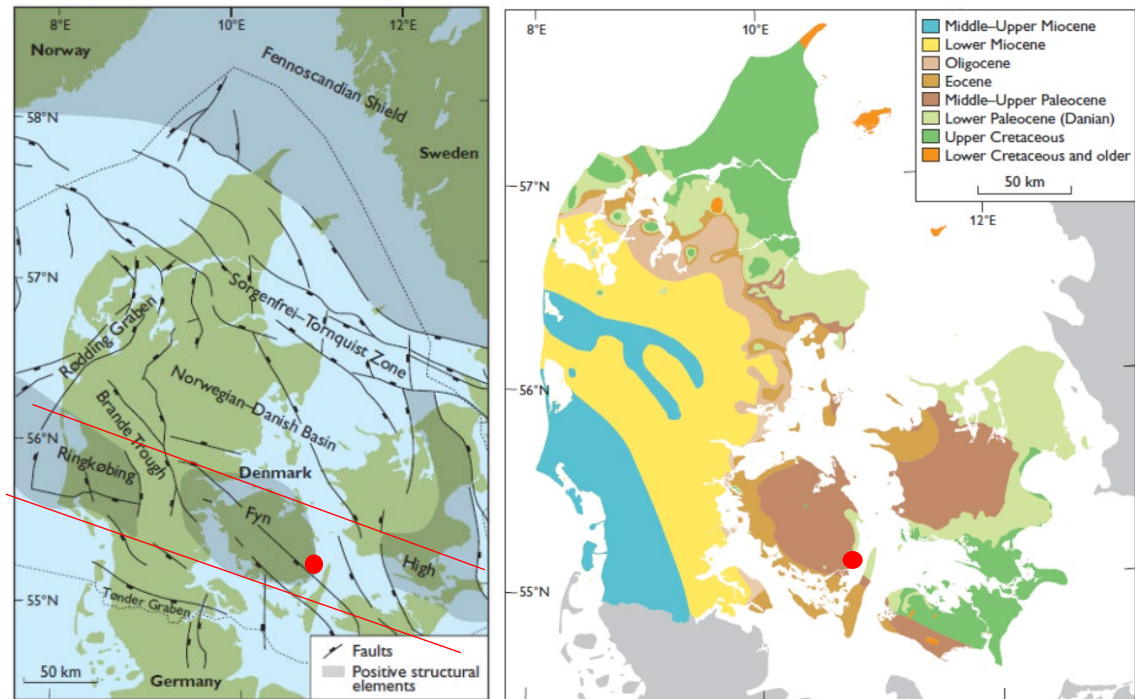 8°E
10°E
12°E
Norway
Fennoscandian Shield
58°N
Sweden
57°N
Sorgenfrei–Tornquist Zone
Rødding Graben
Norwegian–Danish Basin
Brande Trough
56°N
Ringkøbing
Denmark
Fyn
High
55°N
Tønder Graben
50 km
Germany
Faults
Positive structural
elements
8°E
10°E
Middle–Upper Miocene
Lower Miocene
Oligocene
Eocene
Middle–Upper Paleocene
Lower Paleocene (Danian)
Upper Cretaceous
Lower Cretaceous and older
50 km
12°E
57°N
56°N
55°N